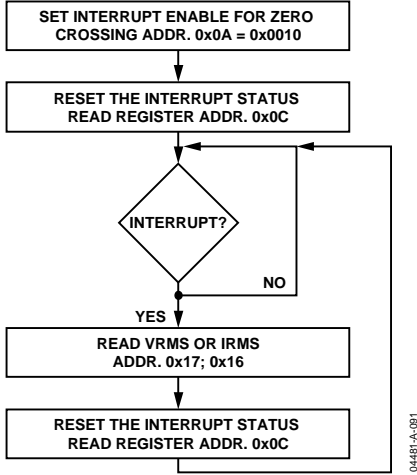 SET INTERRUPT ENABLE FOR ZERO
CROSSING ADDR. 0x0A = 0x0010
RESET THE INTERRUPT STATUS
READ REGISTER ADDR. 0x0C
INTERRUPT?
NO
YES
READ VRMS OR IRMS
ADDR. 0x17; 0x16
RESET THE INTERRUPT STATUS
READ REGISTER ADDR. 0x0C
04481-A-091